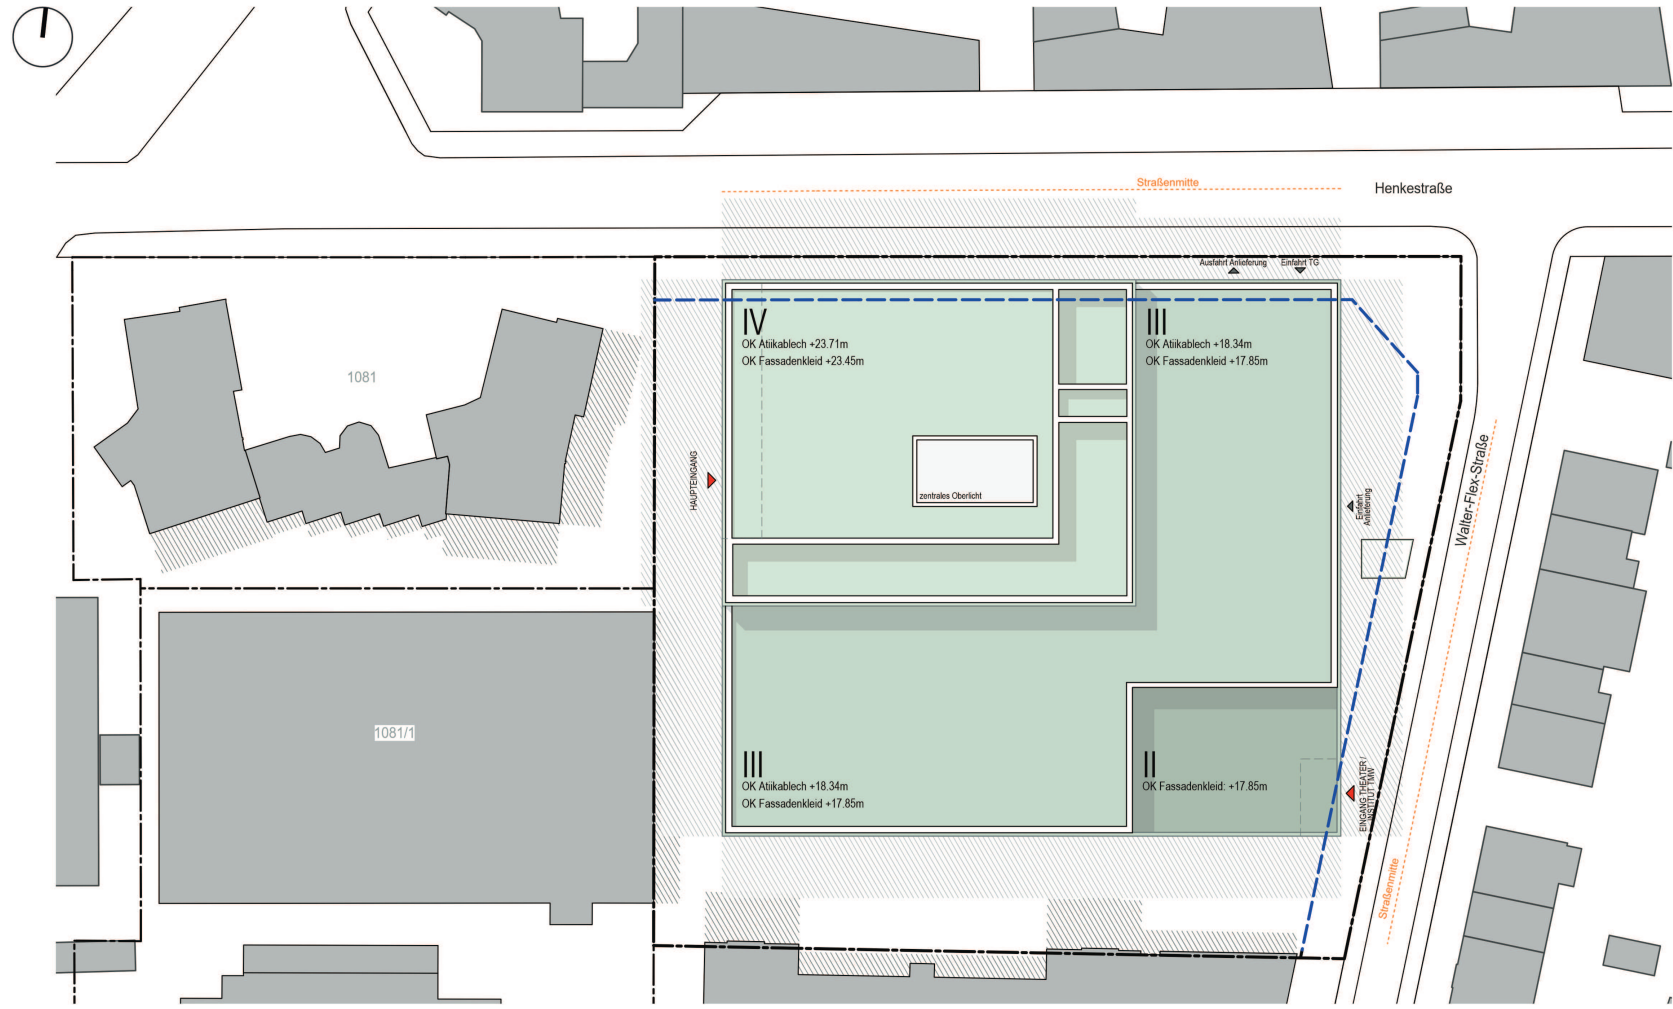 Straßenmitte
Henkestraße
Ausfahrt Anlieferung
Einfahrt TG
IV
OK Atiikablech +23.71m
OK Fassadenkleid +23.45m
III
OK Atiikablech +18.34m
OK Fassadenkleid +17.85m
1081
HAUPTEINGANG
zentrales Oberlicht
Einfahrt
Anlieferung
Walter-Flex-Straße
1081/1
III
OK Atiikablech +18.34m
OK Fassadenkleid +17.85m
II
OK Fassadenkleid: +17.85m
EINGANG THEATER /
INSTITUT TMW
Straßenmitte